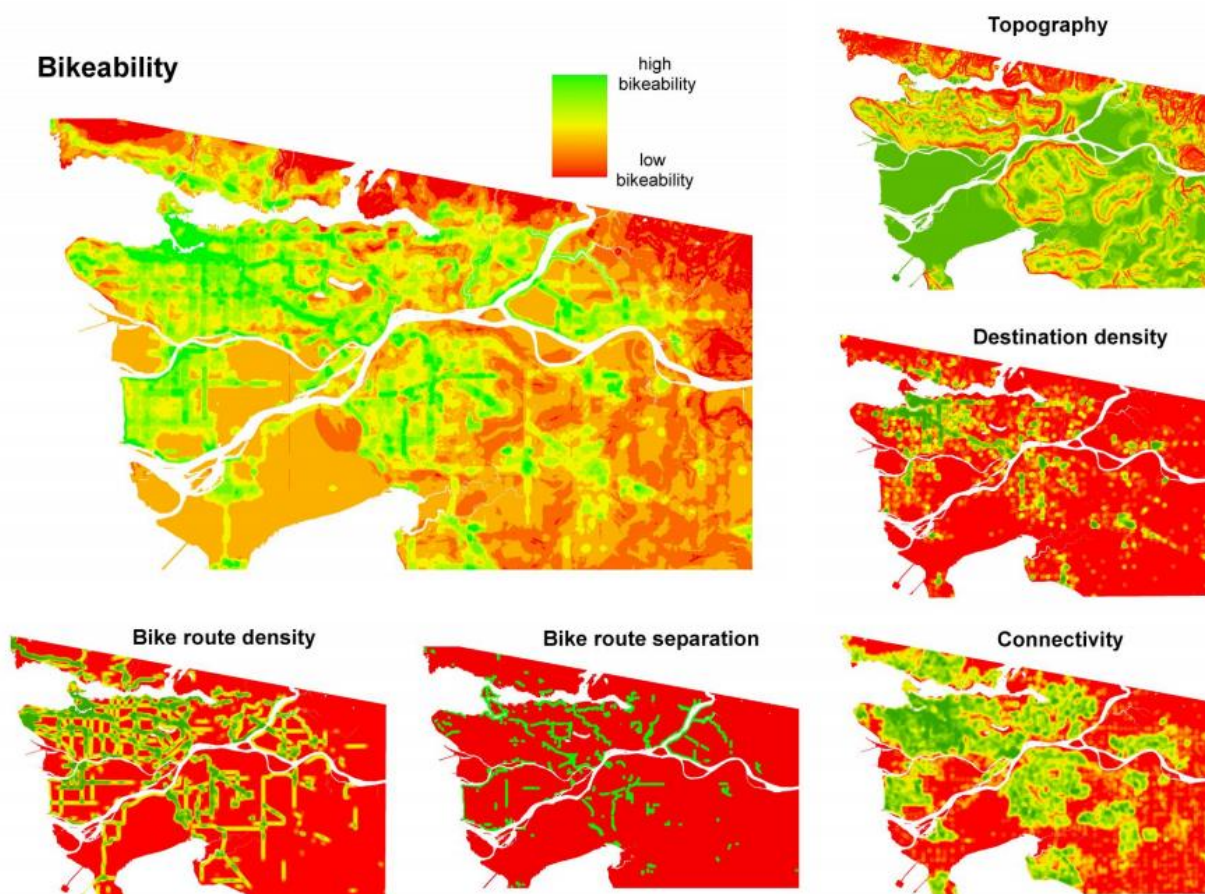 Bikeability
high
bikeability
low
bikeability
Topography
Destination density
Bike route density
Bike route separation
Connectivity